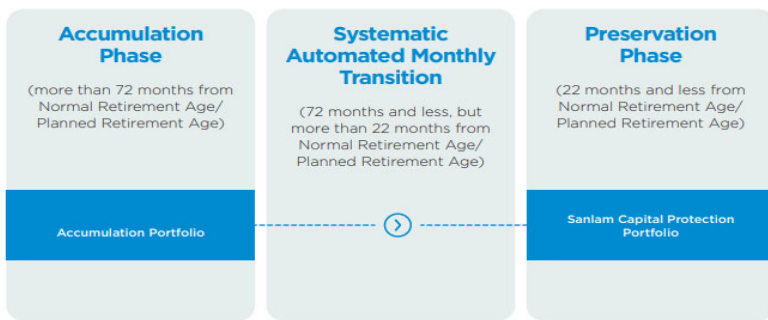 Accumulation
Phase
(more than 72 months from
Normal Retirement Age/
Planned Retirement Age)
Accumulation Portfolio
Systematic
Automated Monthly
Transition
(72 months and less, but
more than 22 months from
Normal Retirement Age/
Planned Retirement Age)
Preservation
Phase
(22 months and less from
Normal Retirement Age/
Planned Retirement Age)
Sanlam Capital Protection
Portfolio